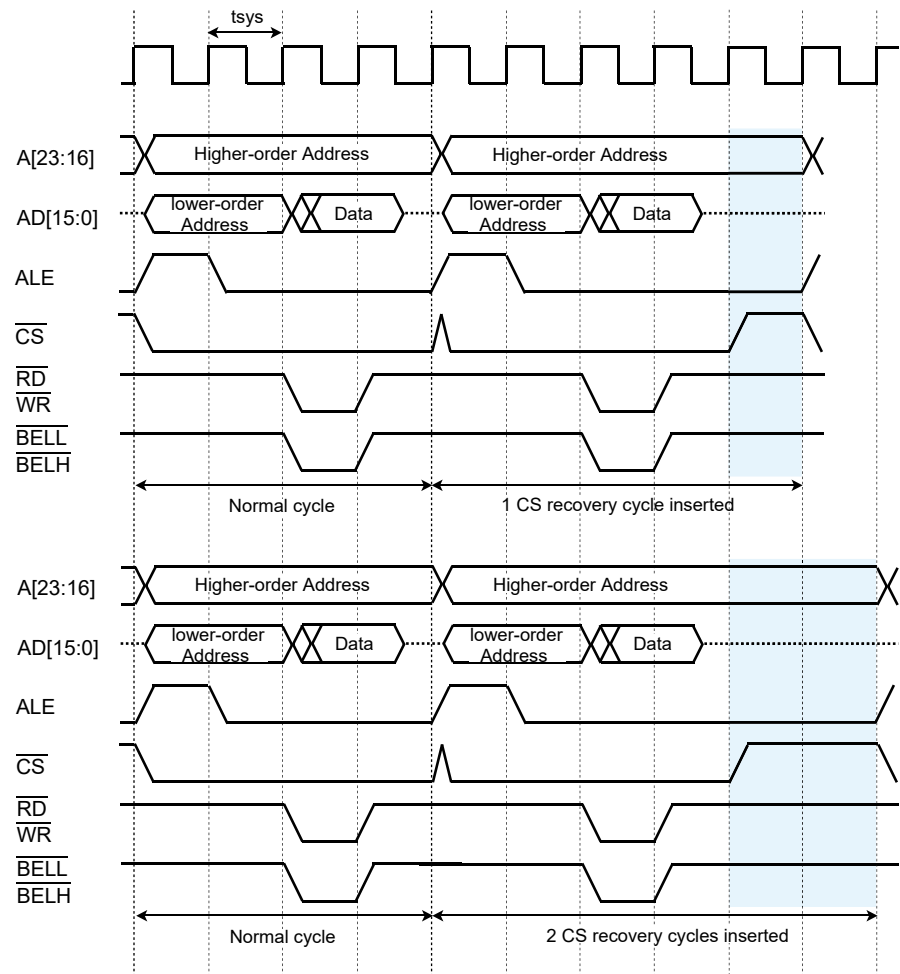 tsys
A[23:16]
Higher-order Address
Higher-order Address
AD[15:0]
lower-order
Address
Data
lower-order
Address
Data
ALE
CS
RD
WR
BELL
BELH
Normal cycle
1 CS recovery cycle inserted
A[23:16]
Higher-order Address
Higher-order Address
AD[15:0]
lower-order
Address
Data
lower-order
Address
Data
ALE
CS
RD
WR
BELL
BELH
Normal cycle
2 CS recovery cycles inserted